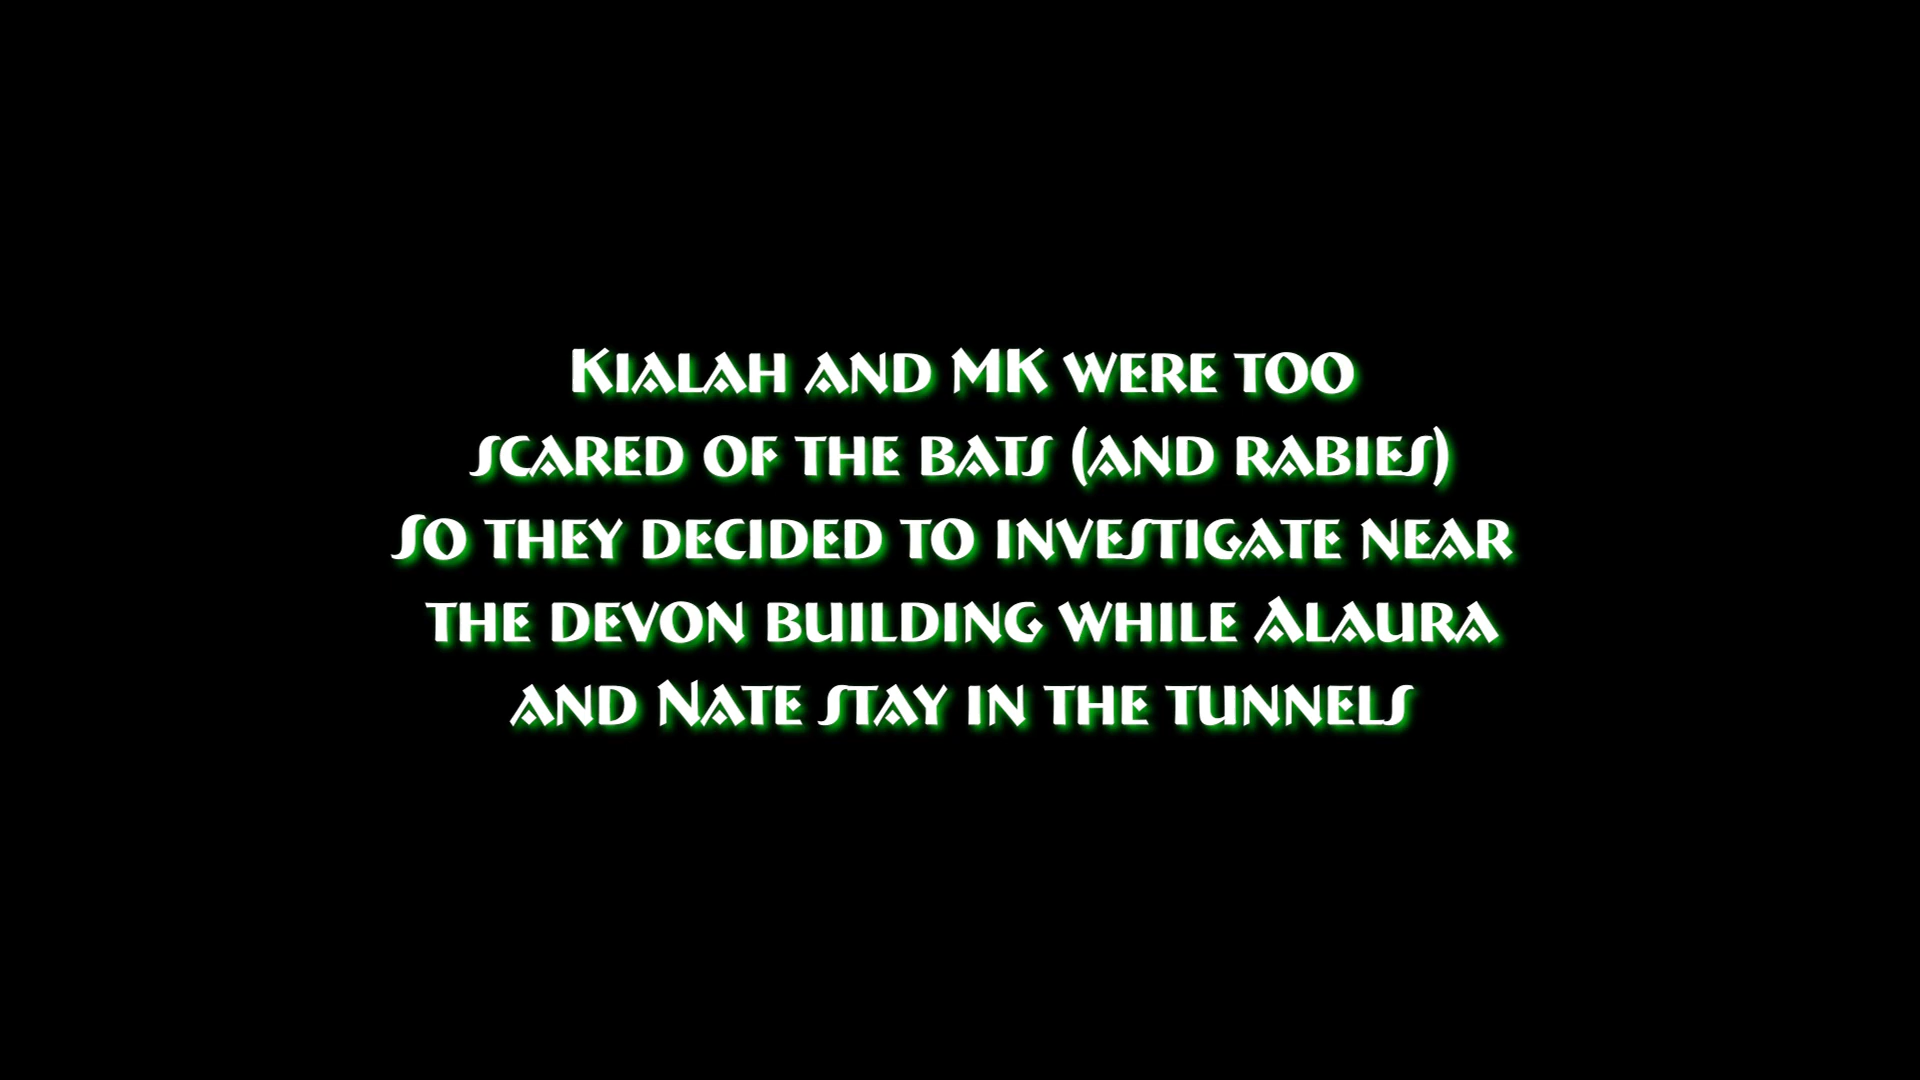 Kialah and MK were too
scared of the bats (and rabies)
So they decided to investigate near
the devon building while Alaura
and Nate stay in the tunnels